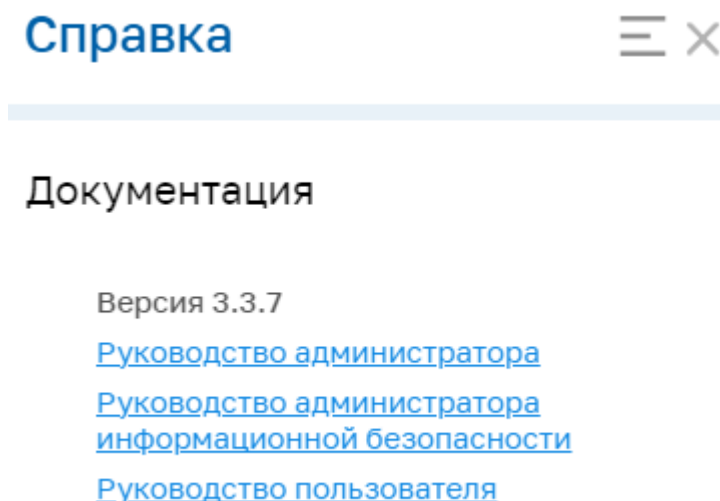 Справка
Документация
Версия 3.3.7
Руководство администратора
Руководство администратора
информационной безопасности
Руководство пользователя